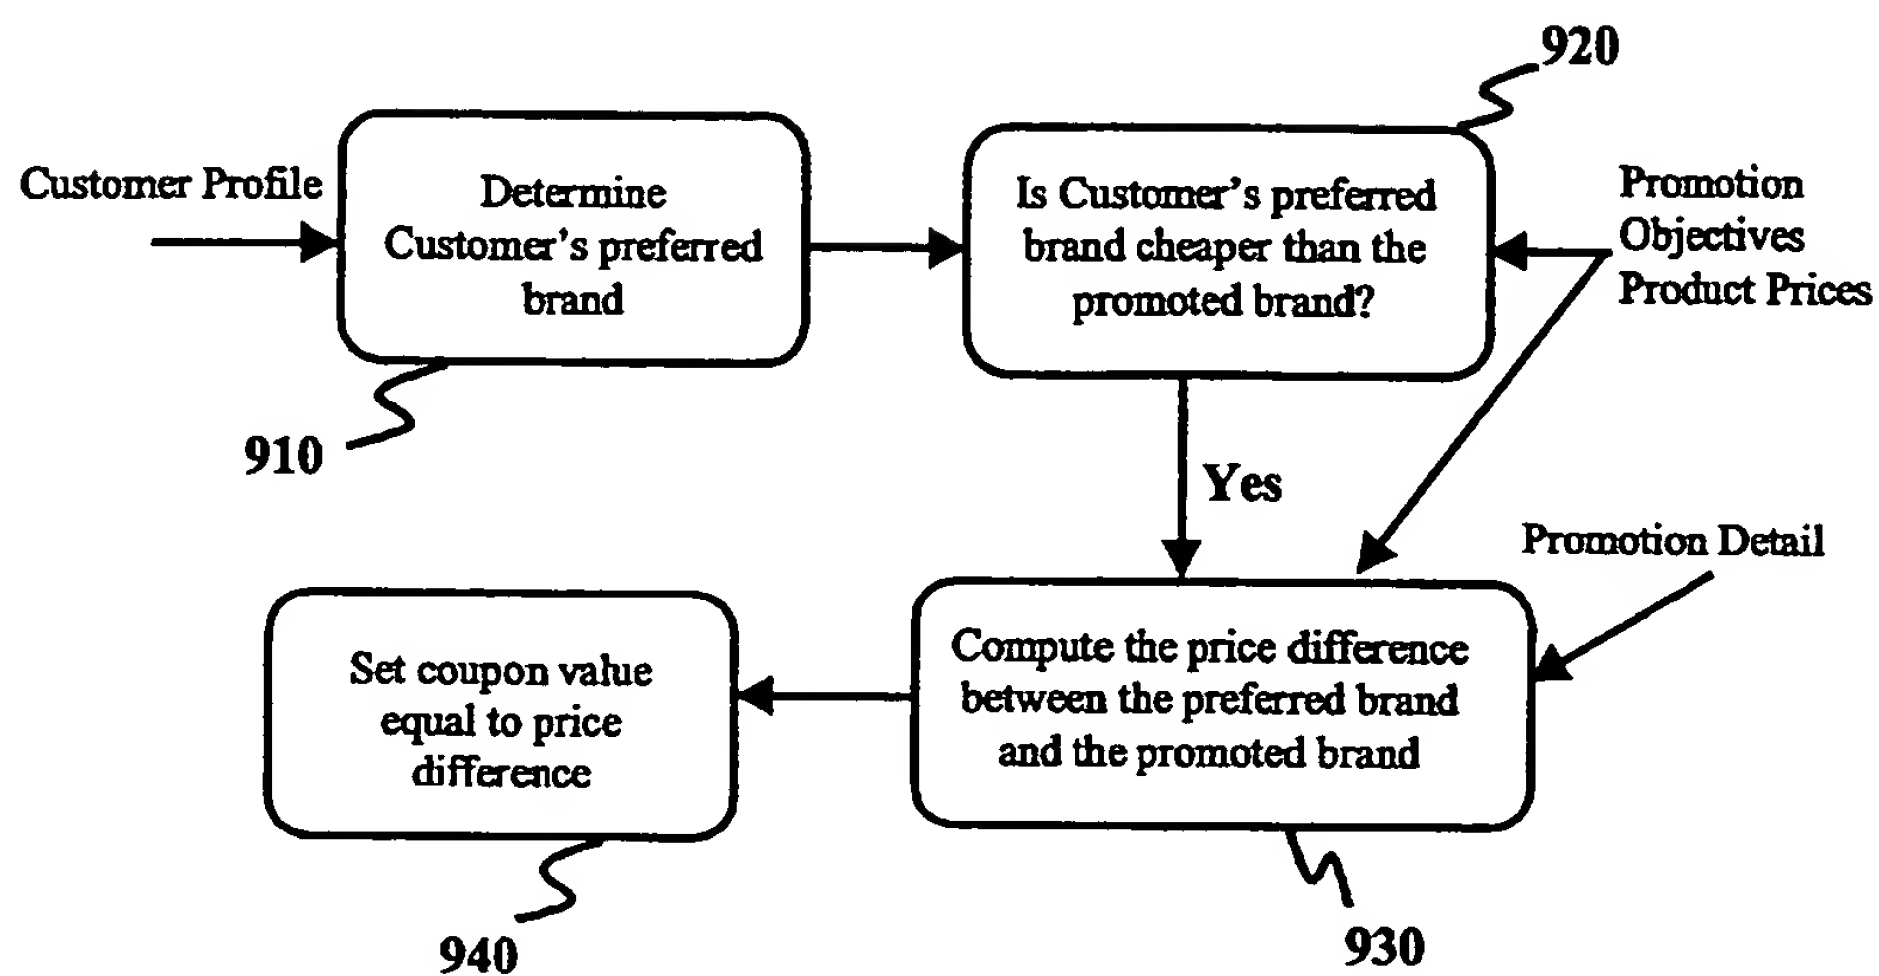 920
Customer Profile
Determine
Customer's preferred
brand
Is Customer's preferred
brand cheaper than the
promoted brand?
Promotion
Objectives
Product Prices
910
Yes
Promotion Detail
Set coupon value
equal to price
difference
Compute the price difference
between the preferred brand
and the promoted brand
940
930